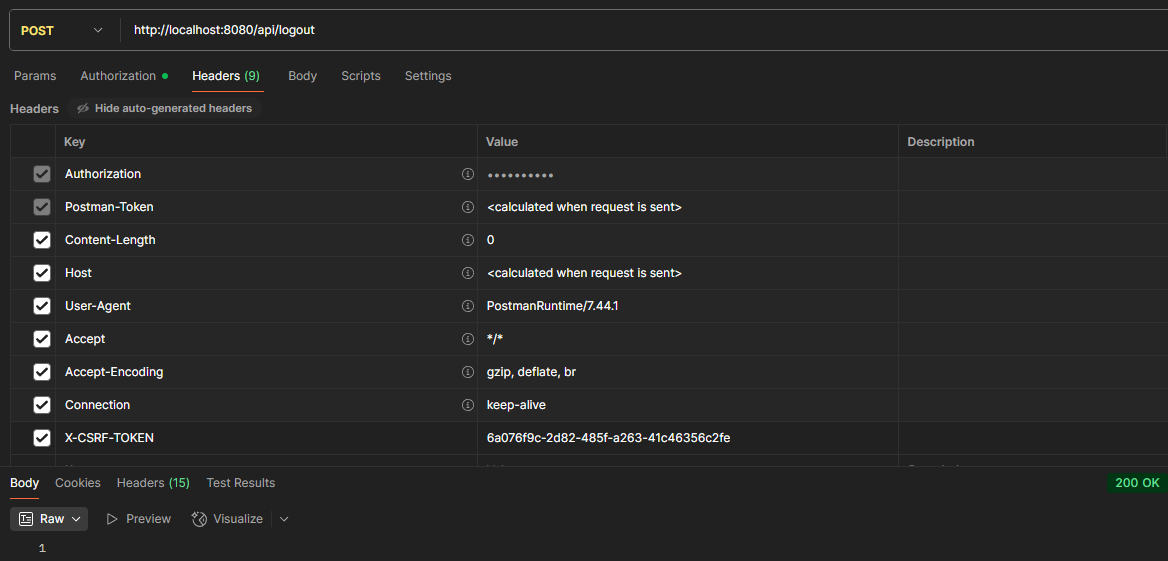 POST http://localhost:8080/api/logout
Params Authorization Headers (9) Body Scripts Settings
Headers Hide auto-generated headers
Key Value Description
Authorization ••••••••••
Postman-Token <calculated when request is sent>
Content-Length 0
Host <calculated when request is sent>
User-Agent PostmanRuntime/7.44.1
Accept */*
Accept-Encoding gzip, deflate, br
Connection keep-alive
X-CSRF-TOKEN 6a076f9c-2d82-485f-a263-41c46356c2fe
Body Cookies Headers (15) Test Results 200 OK
Raw Preview Visualize
1